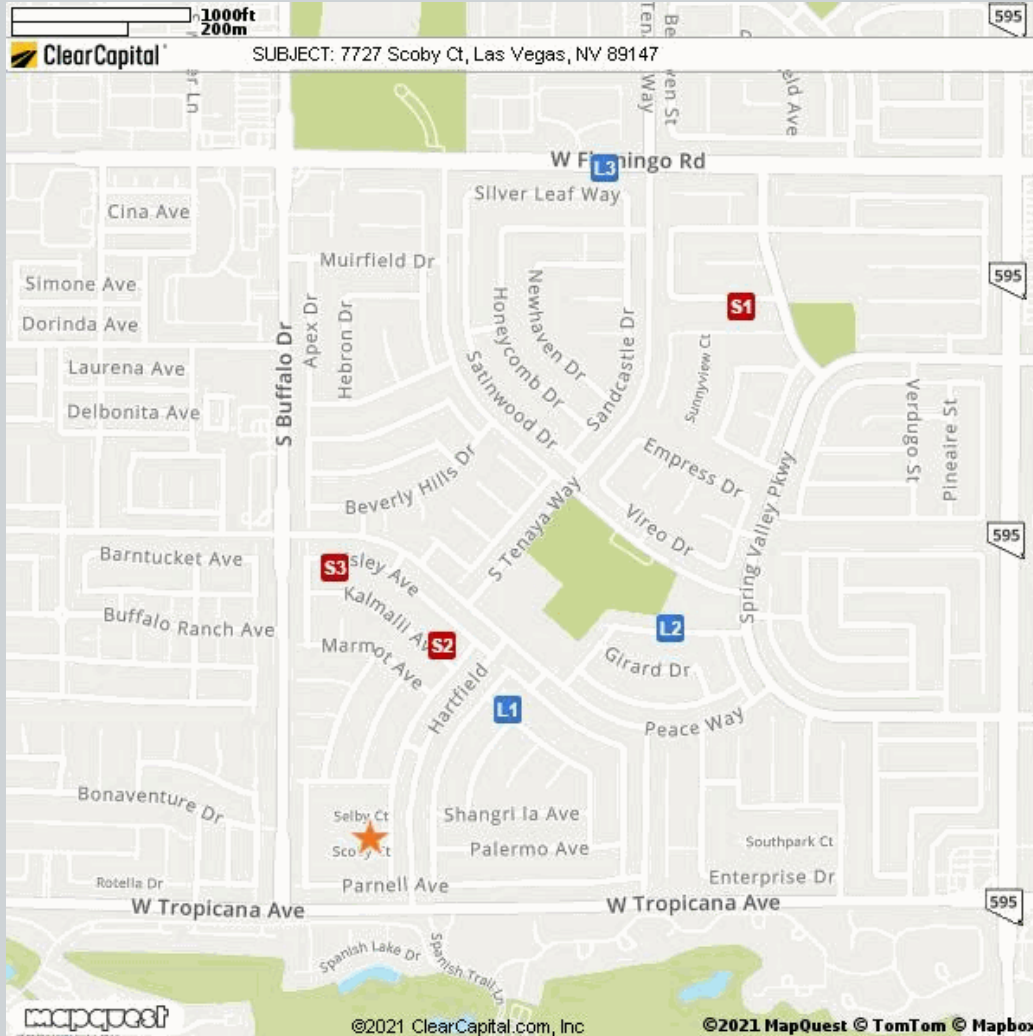 1000ft
200m
595
ClearCapital
SUBJECT: 7727 Scoby Ct, Las Vegas, NV 89147
Way
W Flamingo Rd
L3
Silver Leaf Way
Cina Ave
Muirfield Dr
595
Simone Ave
S1
Dorinda Ave
Apex Dr
Hebron Dr
Newhaven Dr
Honeycomb Dr
Sandcastle Dr
Sunnyview Ct
S Buffalo Dr
Laurena Ave
Satinwood Dr
Delbonita Ave
Verdugo St
Pineaire St
Empress Dr
Beverly Hills Dr
S Tenaya Way
Vireo Dr
Spring Valley Pkwy
595
Barntucket Ave
S3
sley Ave
Kalmalii
Buffalo Ranch Ave
L2
Marmot Ave
S2
Girard Dr
Hartfield
L1
Peace Way
Bonaventure Dr
Selby Ct
Shangri la Ave
Scoby Ct
Palermo Ave
Southpark Ct
Rotella Dr
Parnell Ave
Enterprise Dr
W Tropicana Ave
W Tropicana Ave
595
Spanish Lake Dr
Spanish Trail Ln
mapquest
©2021 ClearCapital.com, Inc
©2021 MapQuest © TomTom © Mapbox